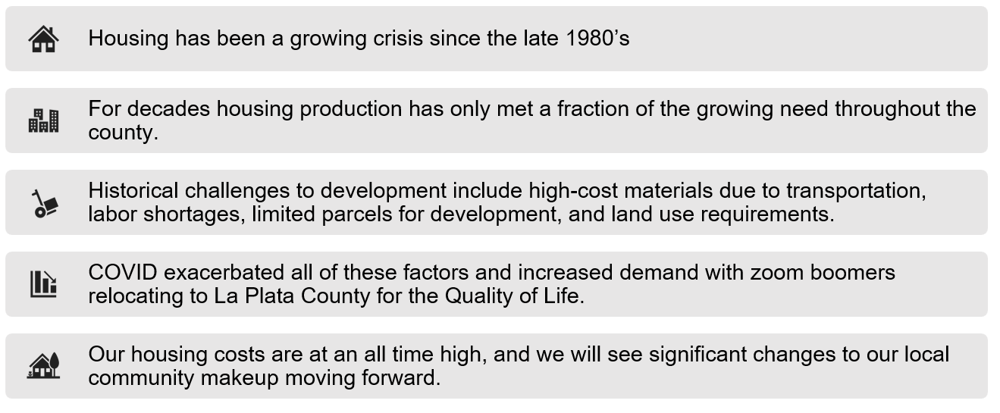 Housing has been a growing crisis since the late 1980’s
For decades housing production has only met a fraction of the growing need throughout the
county.
Historical challenges to development include high-cost materials due to transportation,
labor shortages, limited parcels for development, and land use requirements.
COVID exacerbated all of these factors and increased demand with zoom boomers
relocating to La Plata County for the Quality of Life.
Our housing costs are at an all time high, and we will see significant changes to our local
community makeup moving forward.